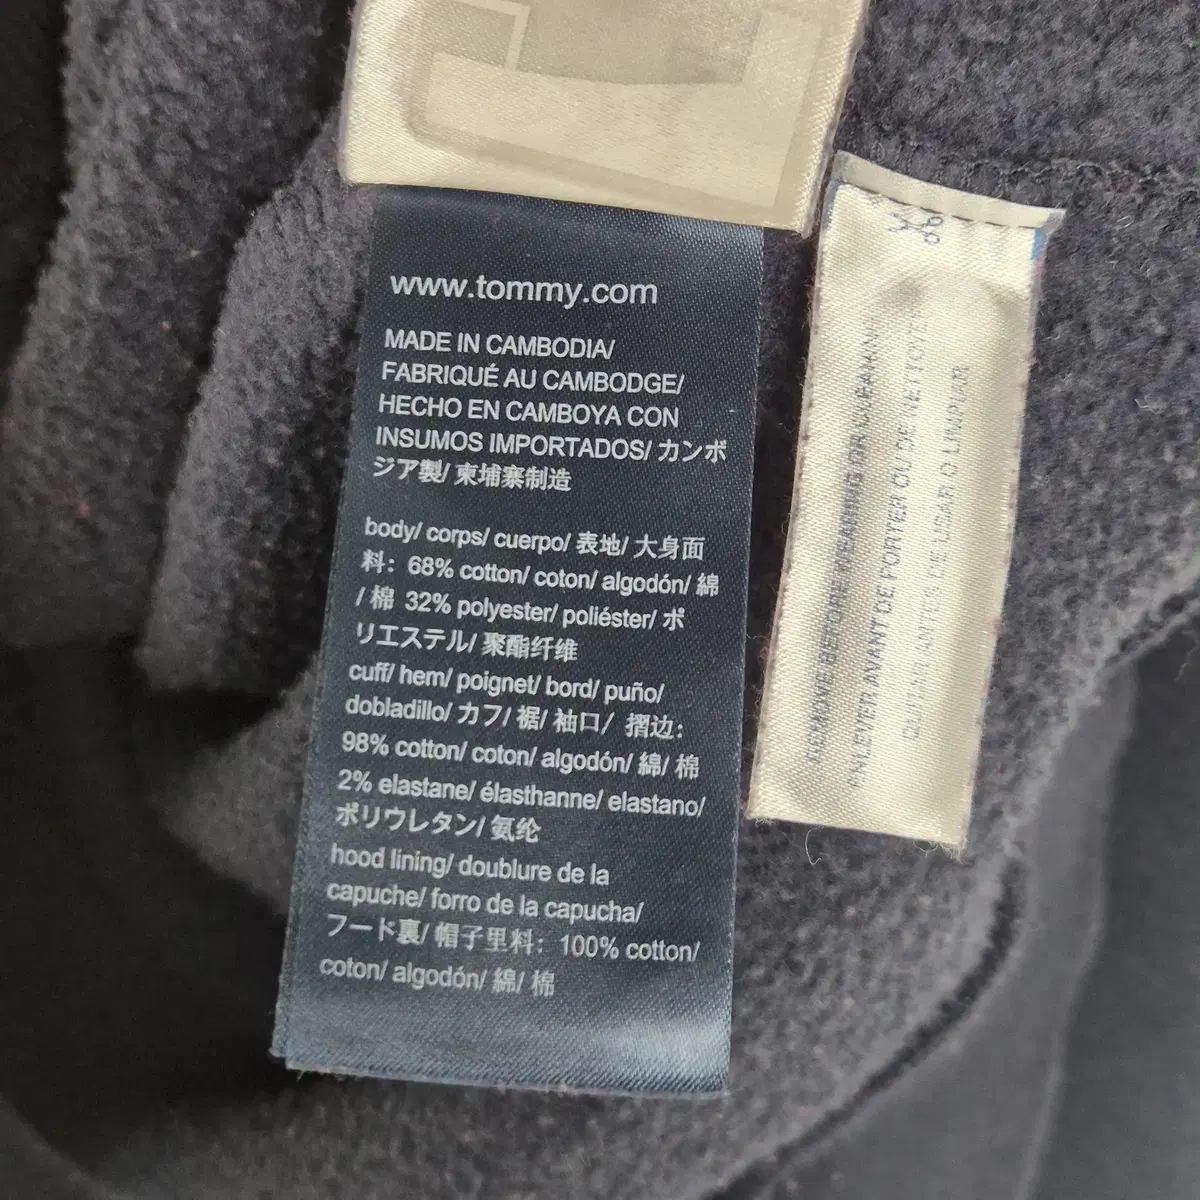 www.tommy.com
MADE IN CAMBODIA/
FABRIQUÉ AU CAMBODGE/
HECHO EN CAMBOYA CON
INSUMOS IMPORTADOS/ カンボ
ジア製/ 柬埔寨制造
body/ corps/ cuerpo/ 表地/ 大身面
料: 68% cotton/ coton/ algodón/ 綿
/ 棉 32% polyester/ poliéster/ ポ
リエステル/ 聚酯纤维
cuff/ hem/ poignet/ bord/ puño/
dobladillo/ カフ/ 裾/ 袖口/ 摺边:
98% cotton/ coton/ algodón/ 綿/ 棉
2% elastane/ élasthanne/ elastano/
ポリウレタン/ 氨纶
hood lining/ doublure de la
capuche/ forro de la capucha/
フード裏/ 帽子里料: 100% cotton/
coton/ algodón/ 綿/ 棉
REMOVE BEFORE WEARING OR CLEANING
ENLEVER AVANT DE PORTER OU DE NETTOYER
QUITAR ANTES DE USAR O LIMPIAR